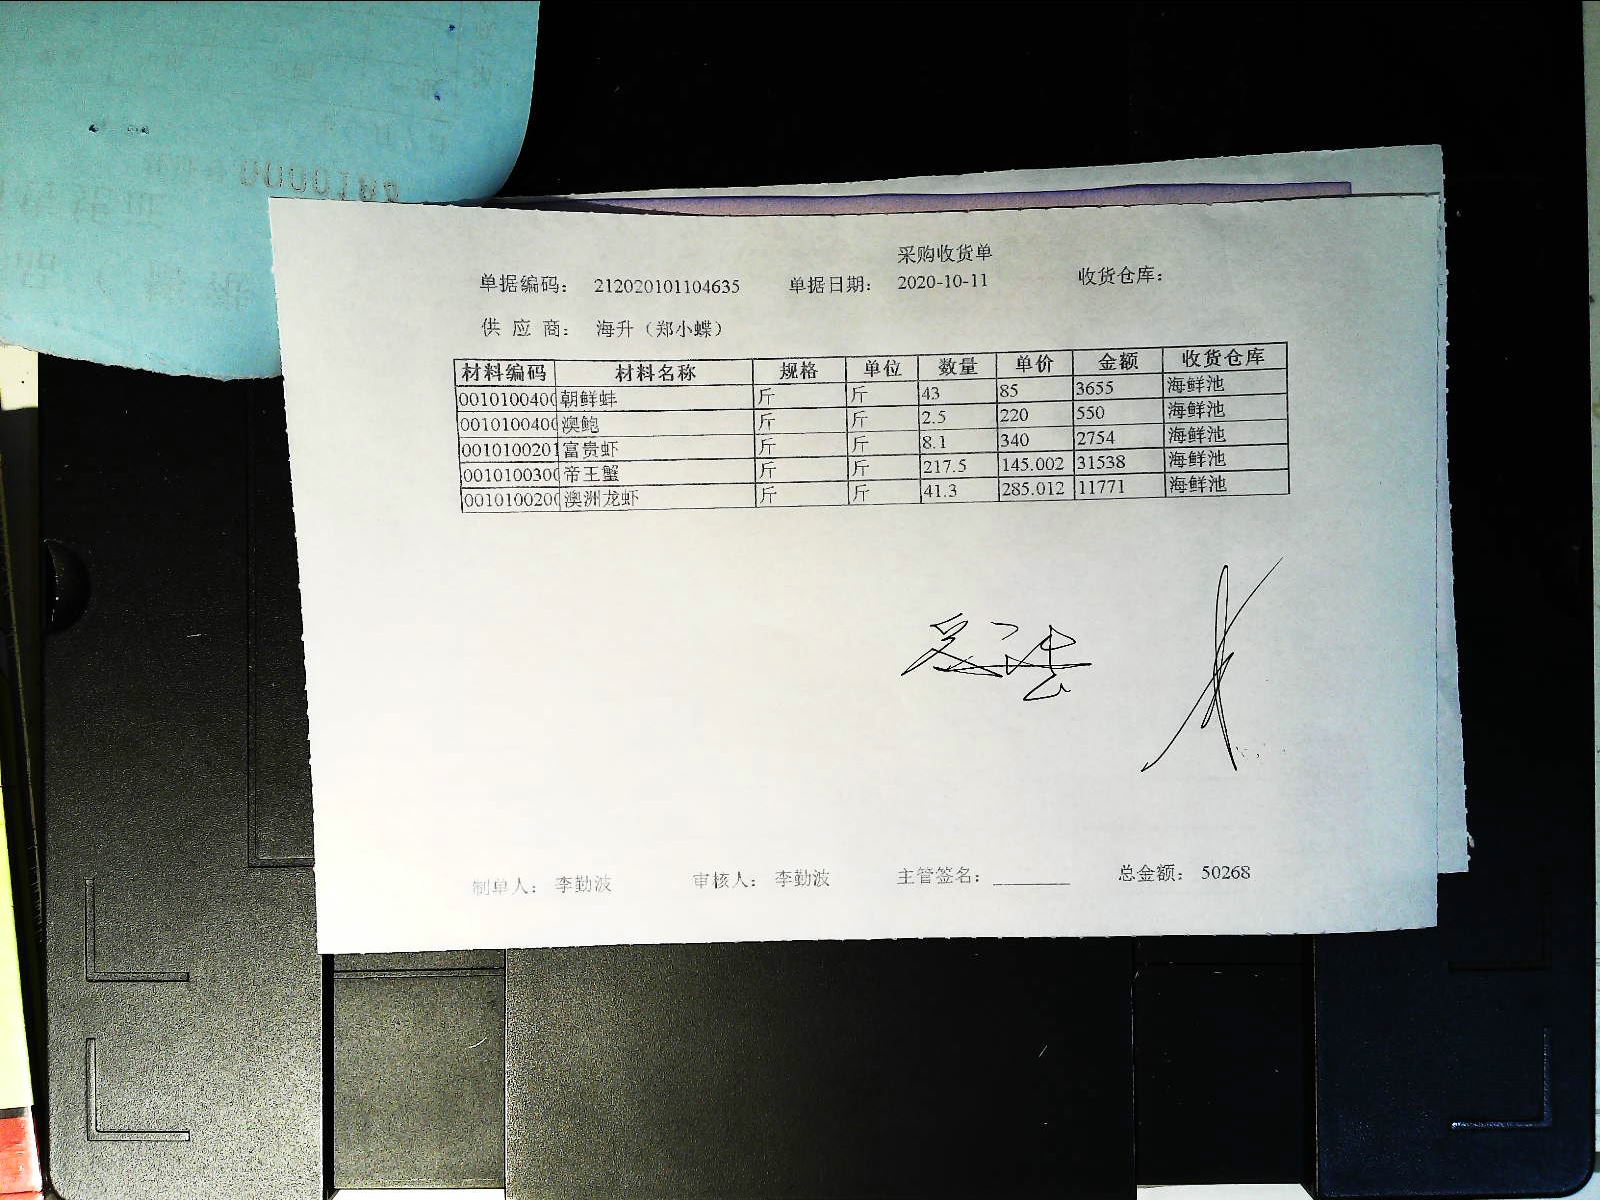 采购收货单
单据编码: 212020101104635 单据日期: 2020-10-11 收货仓库:
供 应 商: 海升（郑小蝶）
材料编码 材料名称 规格 单位 数量 单价 金额 收货仓库
0010100400 朝鲜蚌 斤 斤 43 85 3655 海鲜池
0010100400 澳鲍 斤 斤 2.5 220 550 海鲜池
0010100201 富贵虾 斤 斤 8.1 340 2754 海鲜池
0010100300 帝王蟹 斤 斤 217.5 145.002 31538 海鲜池
0010100200 澳洲龙虾 斤 斤 41.3 285.012 11771 海鲜池
制单人: 李勤波 审核人: 李勤波 主管签名: 总金额: 50268